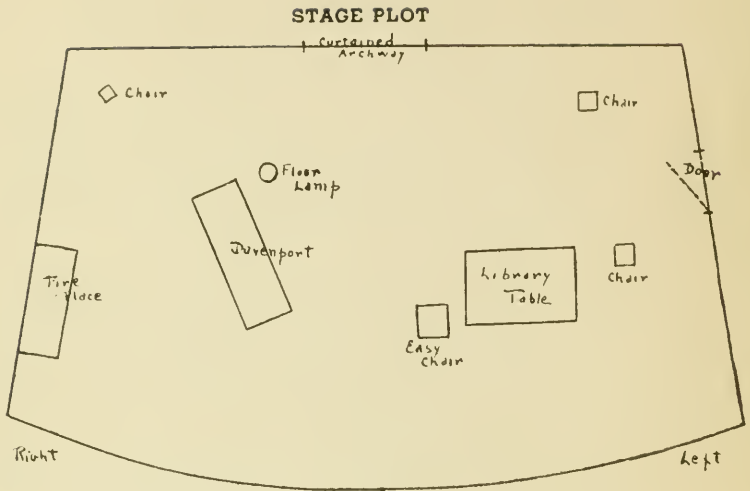 STAGE PLOT
Curtained
Archway
Chair
Chair
Floor
Lamp
Door
Davenport
Fire
Place
Library
Table
Chair
Easy
Chair
Right
Left